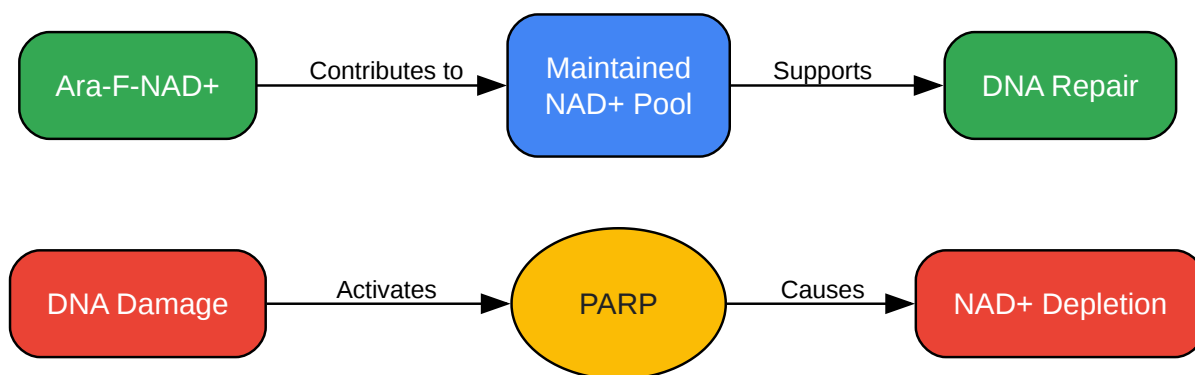 Ara-F-NAD+
Contributes to
Maintained
NAD+ Pool
Supports
DNA Repair
DNA Damage
Activates
PARP
Causes
NAD+ Depletion